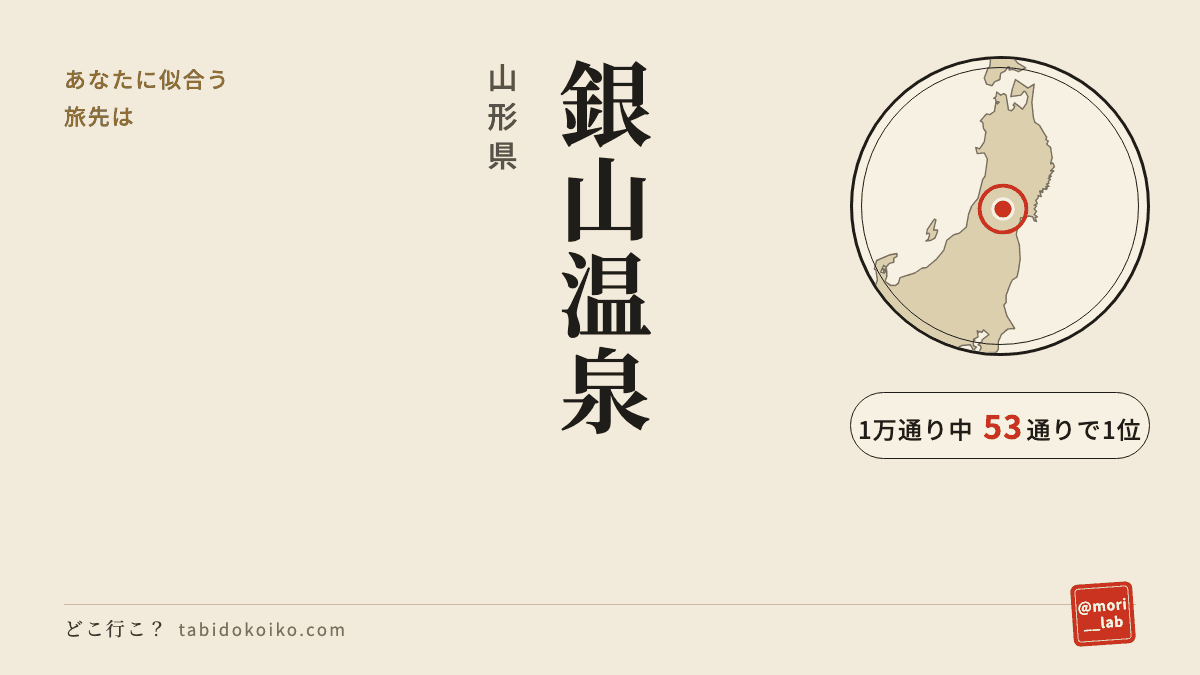 あなたに似合う
旅先は
銀山温泉
山形県
1万通り中 53通りで1位
どこ行こ？ tabidokoiko.com
@mori
__lab